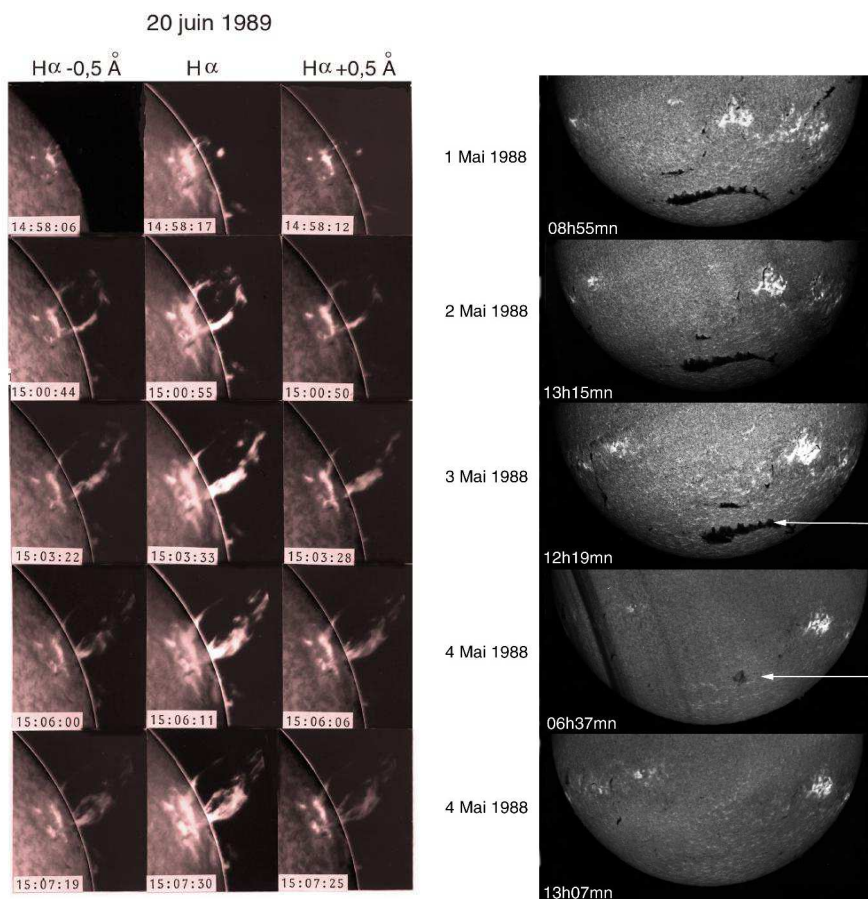 20 juin 1989
Hα -0,5 Å
Hα
Hα +0,5 Å
14:58:06
14:58:17
14:58:12
15:00:44
15:00:55
15:00:50
15:03:22
15:03:33
15:03:28
15:06:00
15:06:11
15:06:06
15:07:19
15:07:30
15:07:25
1 Mai 1988
08h55mn
2 Mai 1988
13h15mn
3 Mai 1988
12h19mn
4 Mai 1988
06h37mn
4 Mai 1988
13h07mn